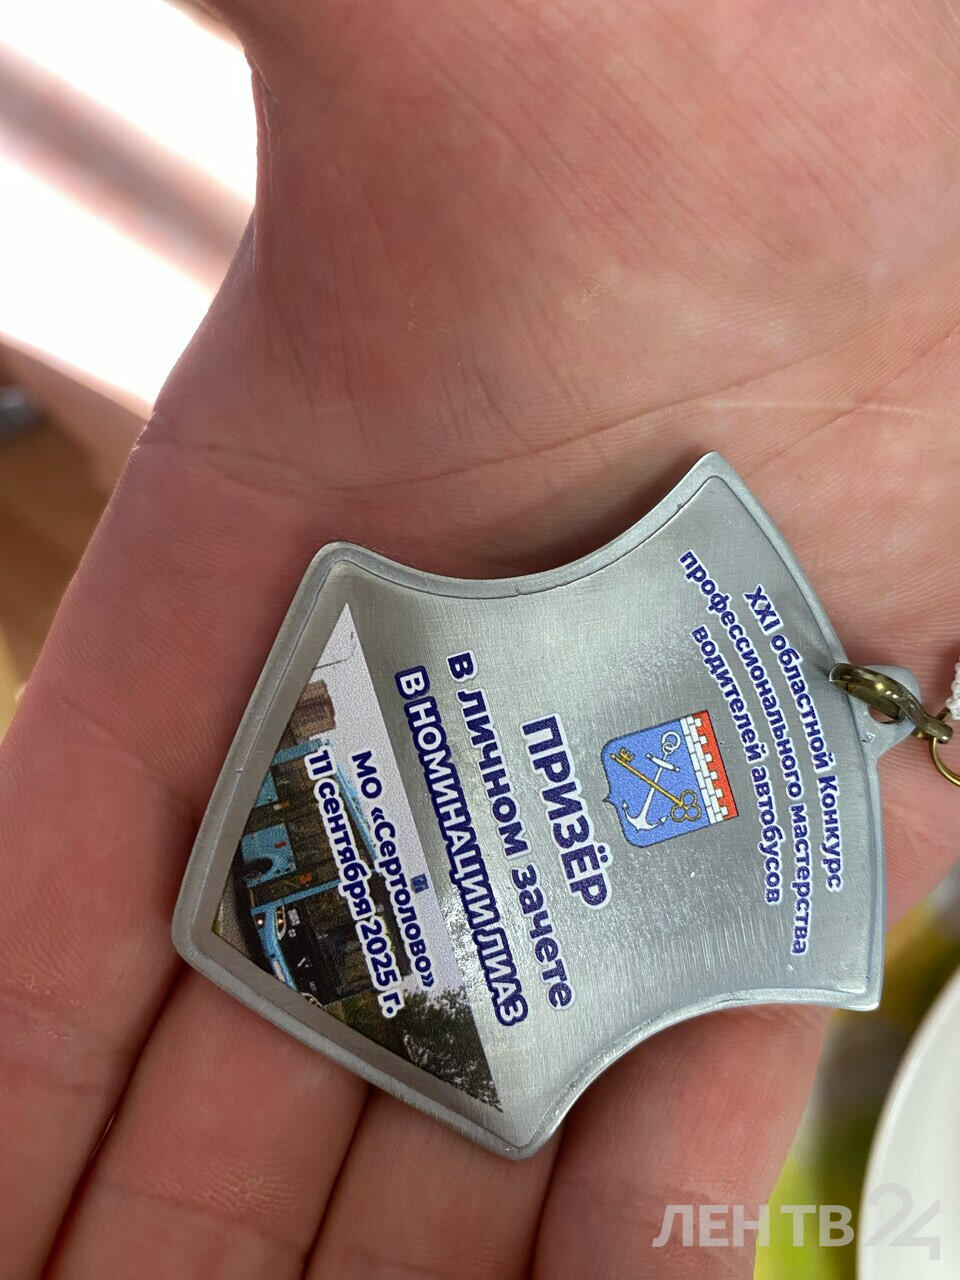 XXI областной Конкурс
профессионального мастерства
водителей автобусов
ПРИЗЁР
в личном зачете
В НОМИНАЦИИ ЛИАЗ
МО «Сертолово»
11 сентября 2025 г.
ЛЕН ТВ 24